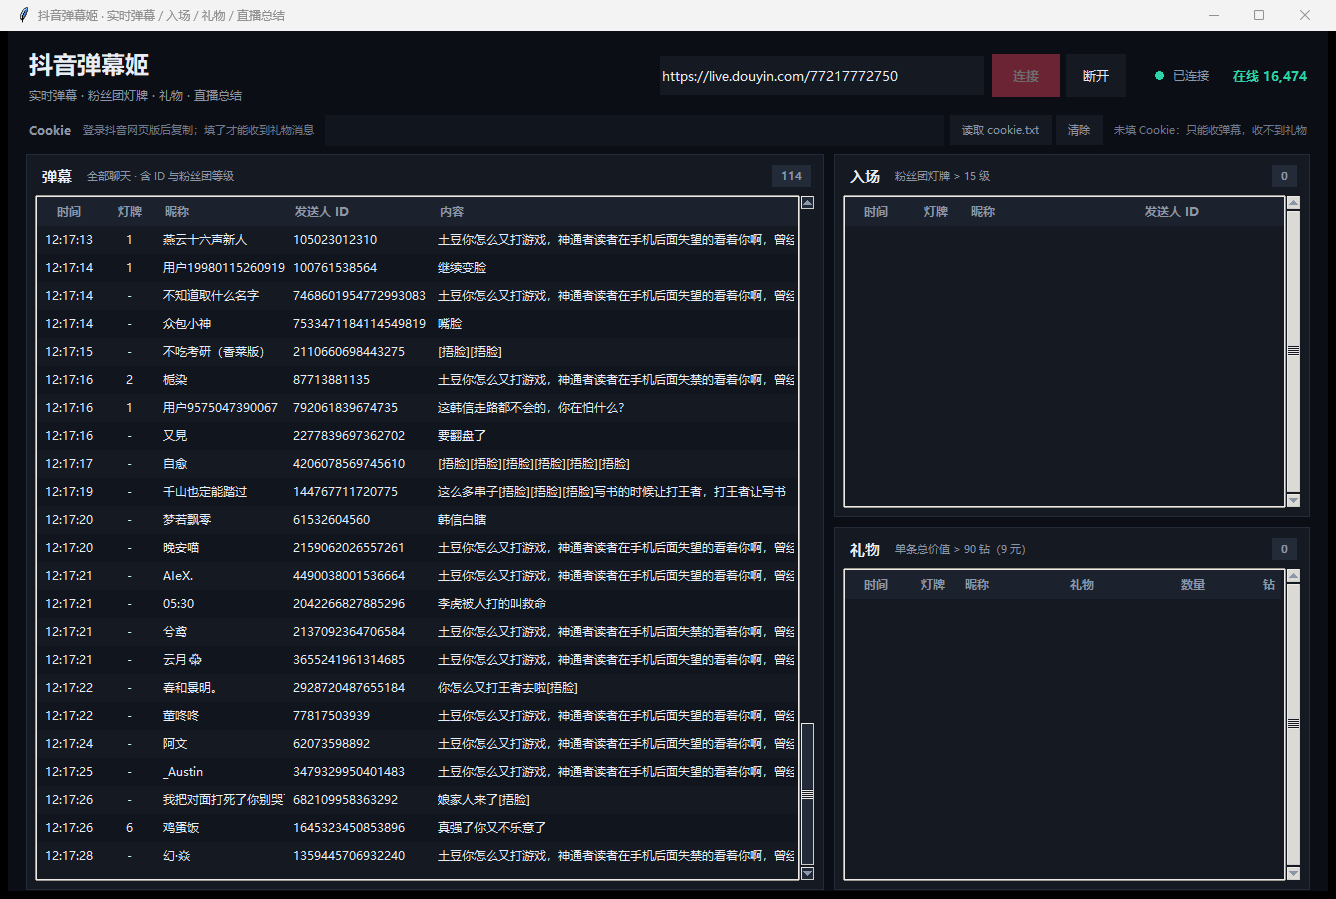 抖音弹幕姬 · 实时弹幕 / 入场 / 礼物 / 直播总结
抖音弹幕姬
实时弹幕 · 粉丝团灯牌 · 礼物 · 直播总结
https://live.douyin.com/77217772750
连接
断开
已连接
在线 16,474
Cookie 登录抖音网页版后复制；填了才能收到礼物消息
读取 cookie.txt
清除
未填 Cookie：只能收弹幕，收不到礼物
弹幕 全部聊天 · 含 ID 与粉丝团等级 114
时间 灯牌 昵称 发送人 ID 内容
12:17:13 1 燕云十六声新人 105023012310 土豆你怎么又打游戏，神通者读者在手机后面失望的看着你啊，曾经
12:17:14 1 用户19980115260919 100761538564 继续变脸
12:17:14 - 不知道取什么名字 7468601954772993083 土豆你怎么又打游戏，神通者读者在手机后面失望的看着你啊，曾经
12:17:14 - 众包小神 7533471184114549819 嘴脸
12:17:15 - 不吃考研（香菜版） 2110660698443275 [捂脸][捂脸]
12:17:16 2 栀染 87713881135 土豆你怎么又打游戏，神通者读者在手机后面失禁的看着你啊，曾经
12:17:16 1 用户9575047390067 792061839674735 这韩信走路都不会的，你在怕什么？
12:17:16 - 又見 2277839697362702 要翻盘了
12:17:17 - 自愈 4206078569745610 [捂脸][捂脸][捂脸][捂脸][捂脸][捂脸]
12:17:19 - 千山也定能踏过 144767711720775 这么多串子[捂脸][捂脸][捂脸]写书的时候让打王者，打王者让写书
12:17:20 - 梦若飘零 61532604560 韩信白瞎
12:17:20 - 晚安喵 2159062026557261 土豆你怎么又打游戏，神通者读者在手机后面失望的看着你啊，曾经
12:17:21 - AleX. 4490038001536664 土豆你怎么又打游戏，神通者读者在手机后面失望的看着你啊，曾经
12:17:21 - 05:30 2042266827885296 李虎被人打的叫救命
12:17:21 - 兮鸢 2137092364706584 土豆你怎么又打游戏，神通者读者在手机后面失禁的看着你啊，曾经
12:17:21 - 云月 3655241961314685 土豆你怎么又打游戏，神通者读者在手机后面失禁的看着你啊，曾经
12:17:22 - 春和景明。 2928720487655184 你怎么又打王者去啦[捂脸]
12:17:22 - 董咚咚 77817503939 土豆你怎么又打游戏，神通者读者在手机后面失望的看着你啊，曾经
12:17:24 - 阿文 62073598892 土豆你怎么又打游戏，神通者读者在手机后面失望的看着你啊，曾经
12:17:25 - _Austin 3479329950401483 土豆你怎么又打游戏，神通者读者在手机后面失望的看着你啊，曾经
12:17:26 - 我把对面打死了你别哭 682109958363292 娘家人来了[捂脸]
12:17:26 6 鸡蛋饭 1645323450853896 真强了你又不乐意了
12:17:28 - 幻·焱 1359445706932240 土豆你怎么又打游戏，神通者读者在手机后面失禁的看着你啊，曾经
入场 粉丝团灯牌 > 15 级 0
时间 灯牌 昵称 发送人 ID
礼物 单条总价值 > 90 钻（9 元） 0
时间 灯牌 昵称 礼物 数量 钻